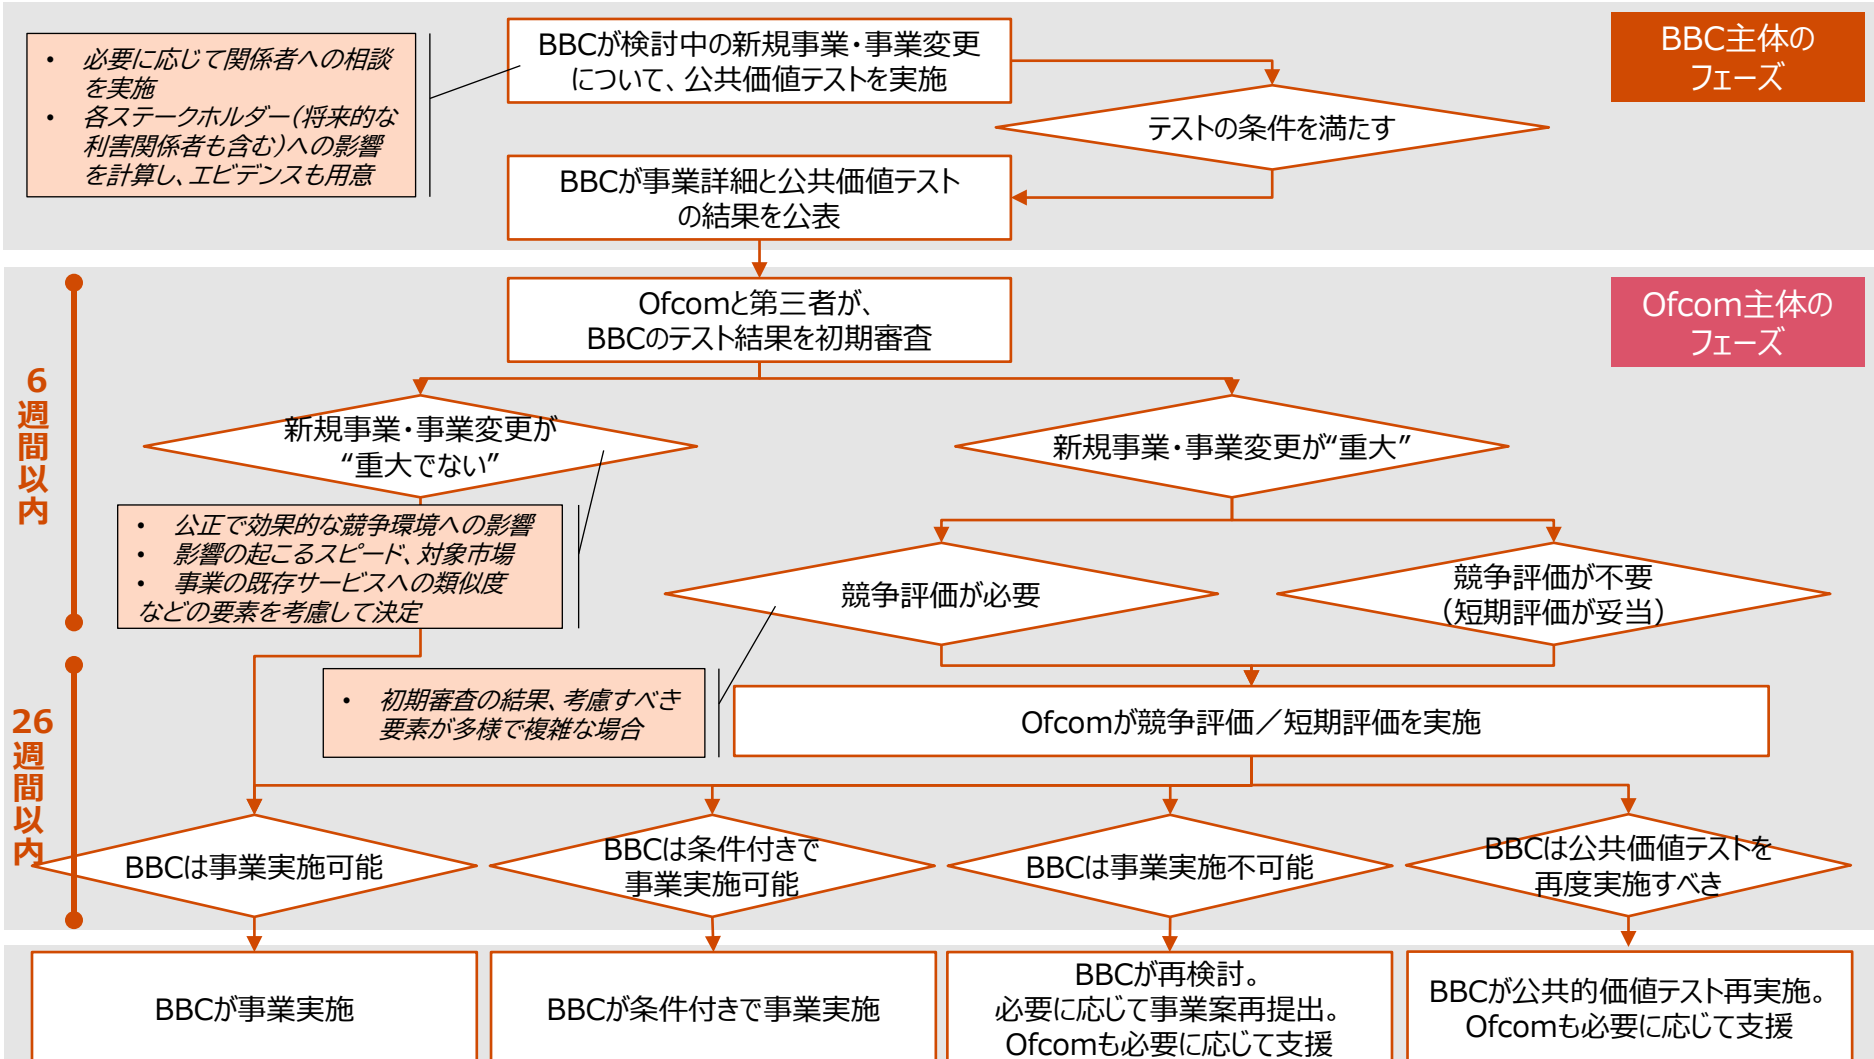 BBCが検討中の新規事業・事業変更
について、公共価値テストを実施
BBC主体の
フェーズ
• 必要に応じて関係者への相談
を実施
• 各ステークホルダー(将来的な
利害関係者も含む)への影響
を計算し、エビデンスも用意
テストの条件を満たす
BBCが事業詳細と公共価値テスト
の結果を公表
Ofcomと第三者が、
BBCのテスト結果を初期審査
Ofcom主体の
フェーズ
6
週
間
以
内
新規事業・事業変更が
“重大でない”
新規事業・事業変更が“重大”
• 公正で効果的な競争環境への影響
• 影響の起こるスピード、対象市場
• 事業の既存サービスへの類似度
などの要素を考慮して決定
競争評価が必要
競争評価が不要
（短期評価が妥当）
26
週
間
以
内
• 初期審査の結果、考慮すべき
要素が多様で複雑な場合
Ofcomが競争評価／短期評価を実施
BBCは事業実施可能
BBCは条件付きで
事業実施可能
BBCは事業実施不可能
BBCは公共価値テストを
再度実施すべき
BBCが事業実施
BBCが条件付きで事業実施
BBCが再検討。
必要に応じて事業案再提出。
Ofcomも必要に応じて支援
BBCが公共的価値テスト再実施。
Ofcomも必要に応じて支援